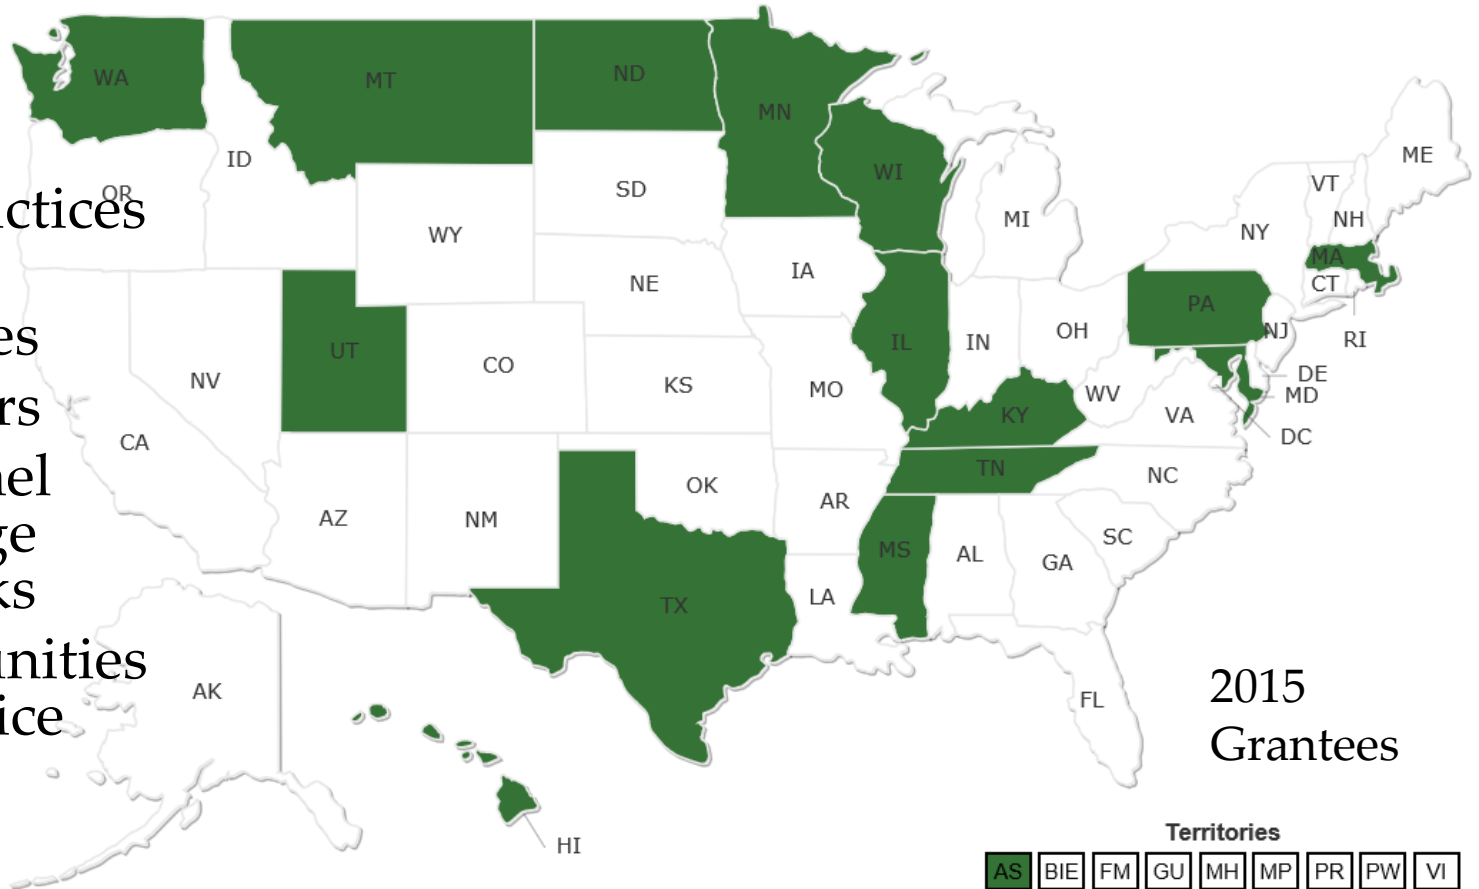 WA
MT
ND
MN
ID
OR
SD
WI
MI
ME
VT
NH
NY
MA
CT
RI
WY
IA
NE
PA
NJ
UT
CO
NV
CA
KS
MO
IL
IN
OH
WV
VA
DE
MD
DC
KY
TN
NC
AZ
NM
OK
AR
SC
MS
AL
GA
LA
TX
FL
AK
HI
ctices
es
rs
nel
ge
ks
unities
ice
2015
Grantees
Territories
AS BIE FM GU MH MP PR PW VI